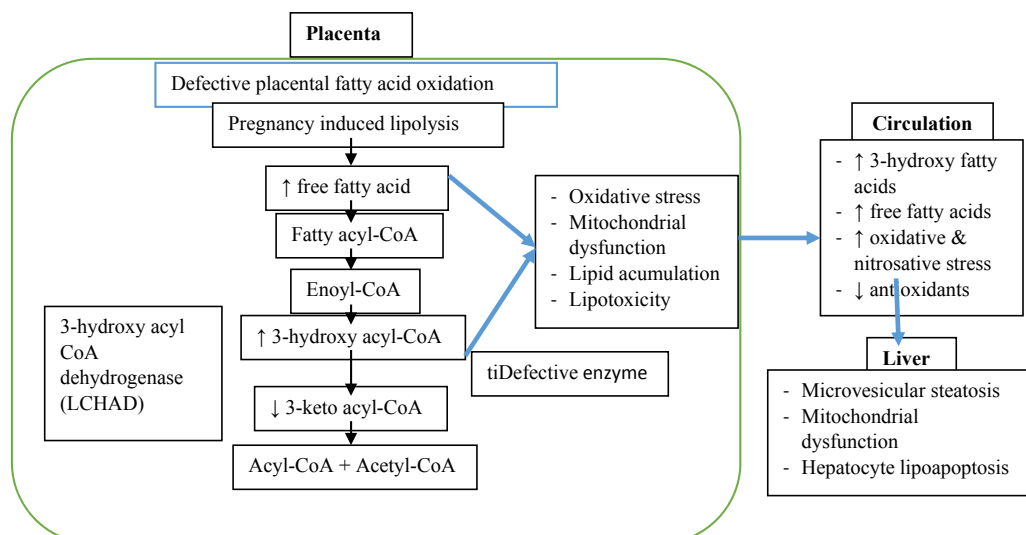 Placenta
Defective placental fatty acid oxidation
Pregnancy induced lipolysis
↑ free fatty acid
Fatty acyl-CoA
Enoyl-CoA
↑ 3-hydroxy acyl-CoA
↓ 3-keto acyl-CoA
Acyl-CoA + Acetyl-CoA
3-hydroxy acyl
CoA
dehydrogenase
(LCHAD)
tiDefective enzyme
- Oxidative stress
- Mitochondrial
dysfunction
- Lipid acumulation
- Lipotoxicity
Circulation
- ↑ 3-hydroxy fatty
acids
- ↑ free fatty acids
- ↑ oxidative &
nitrosative stress
- ↓ antioxidants
Liver
- Microvesicular steatosis
- Mitochondrial
dysfunction
- Hepatocyte lipoapoptosis